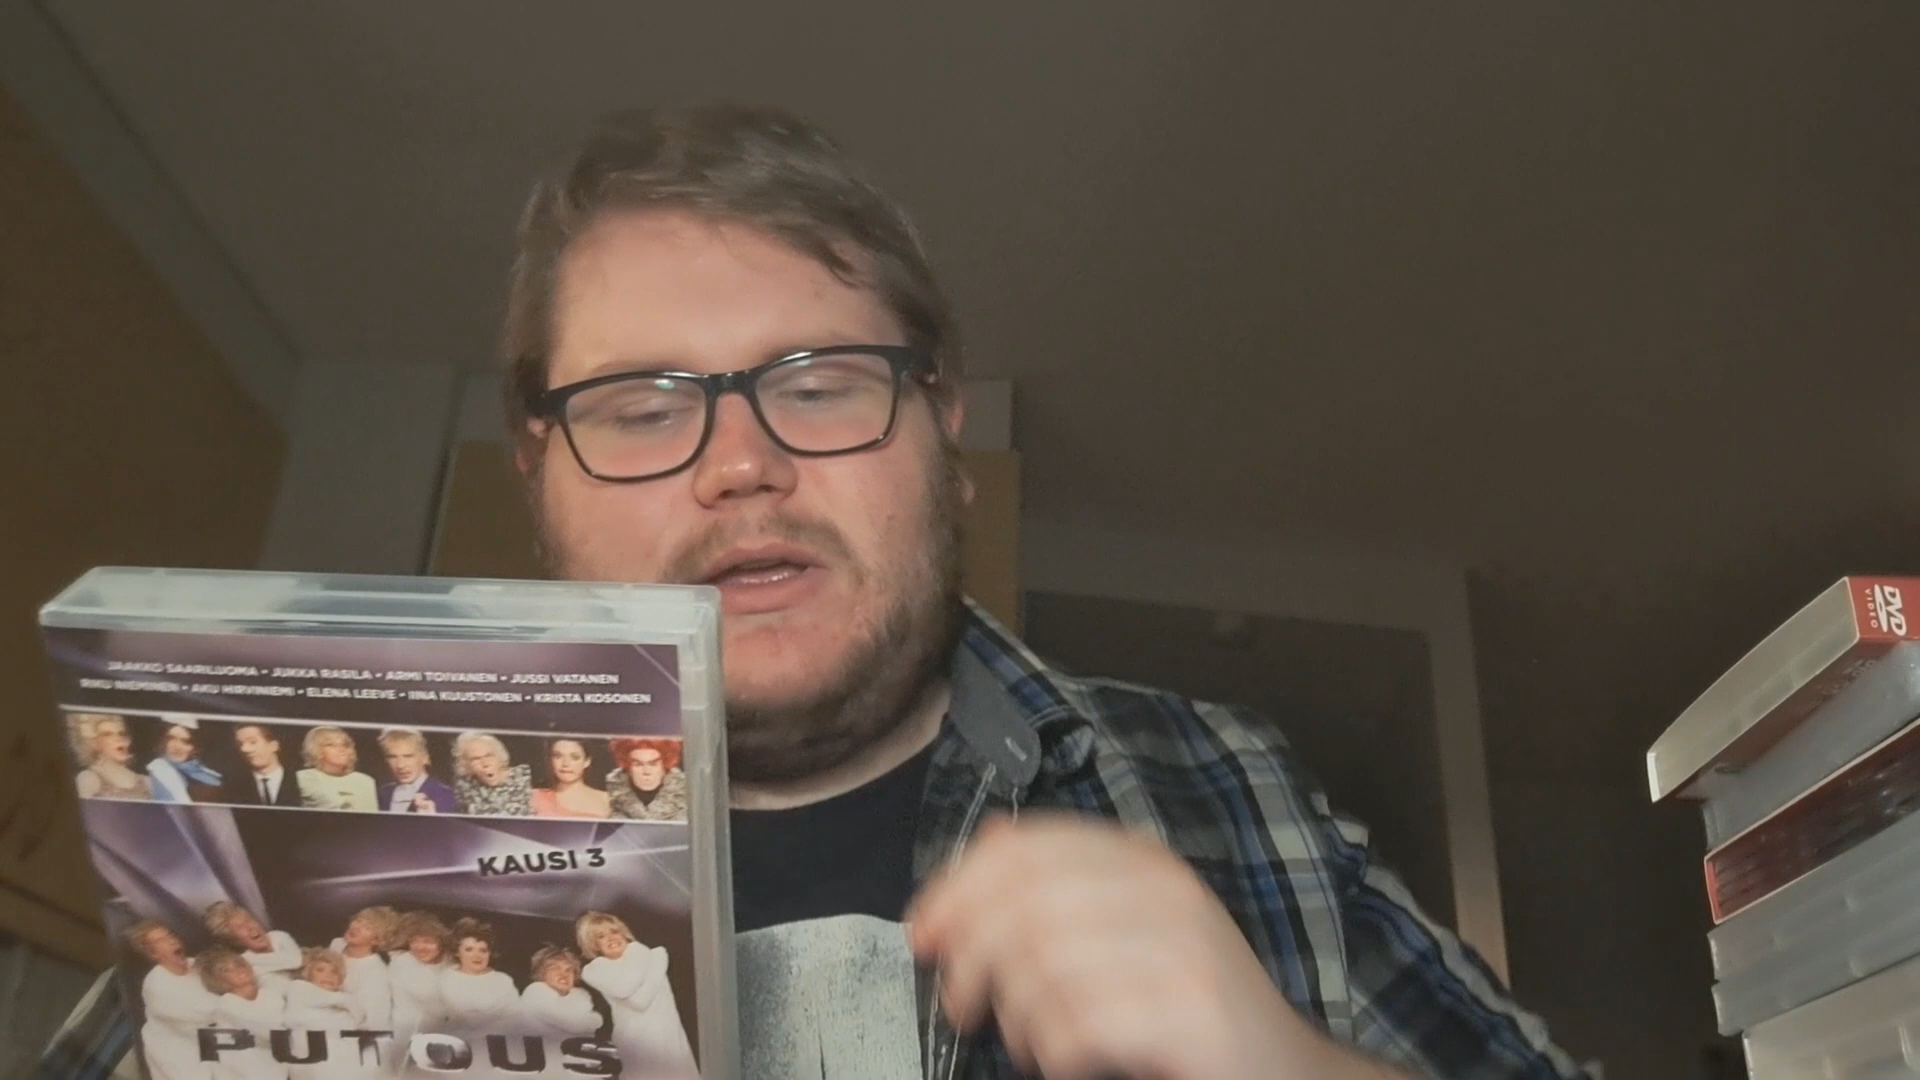 JAAKKO SAARILUOMA - JUKKA RASILA - ARMI TOIVANEN - JUSSI VATANEN
RIKU NIEMINEN - AKU HIRVINIEMI - ELENA LEEVE - IINA KUUSTONEN - KRISTA KOSONEN
KAUSI 3
PUTOUS
DVD
VIDEO